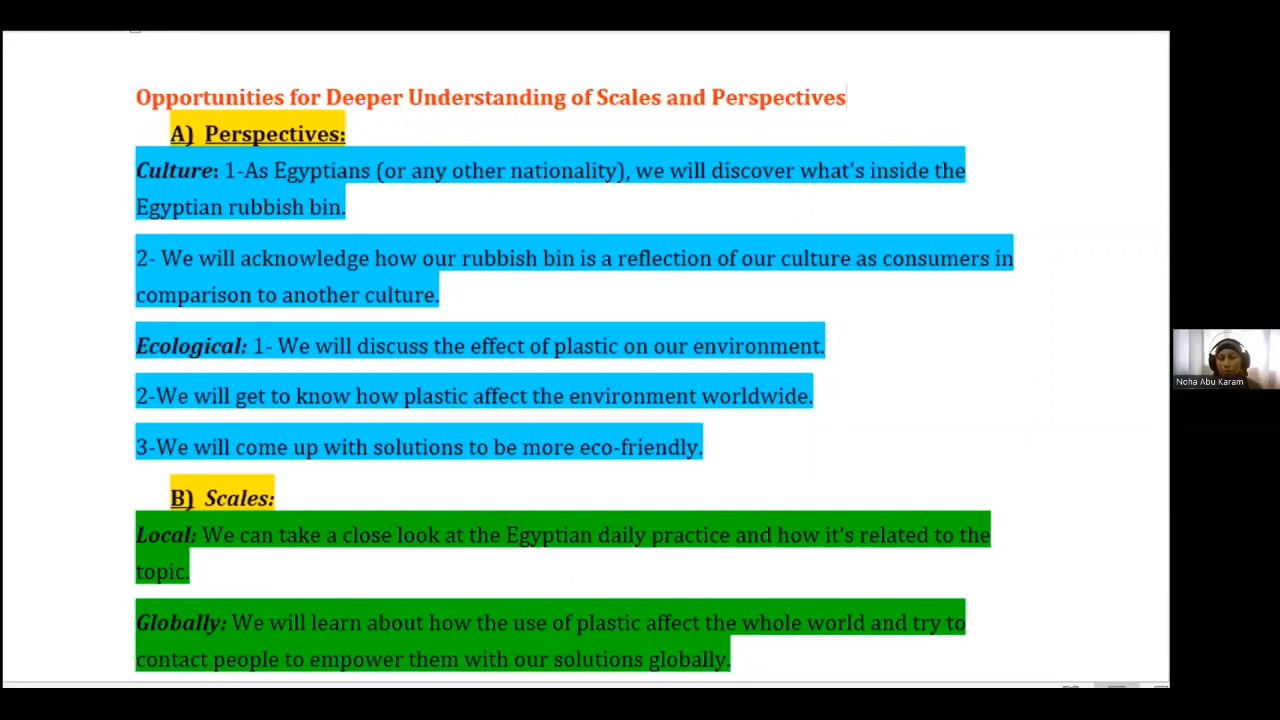 Opportunities for Deeper Understanding of Scales and Perspectives
A) Perspectives:
Culture: 1-As Egyptians (or any other nationality), we will discover what's inside the
Egyptian rubbish bin.
2- We will acknowledge how our rubbish bin is a reflection of our culture as consumers in
comparison to another culture.
Ecological: 1- We will discuss the effect of plastic on our environment.
2-We will get to know how plastic affect the environment worldwide.
3-We will come up with solutions to be more eco-friendly.
B) Scales:
Local: We can take a close look at the Egyptian daily practice and how it's related to the
topic.
Globally: We will learn about how the use of plastic affect the whole world and try to
contact people to empower them with our solutions globally.
Noha Abu Karam